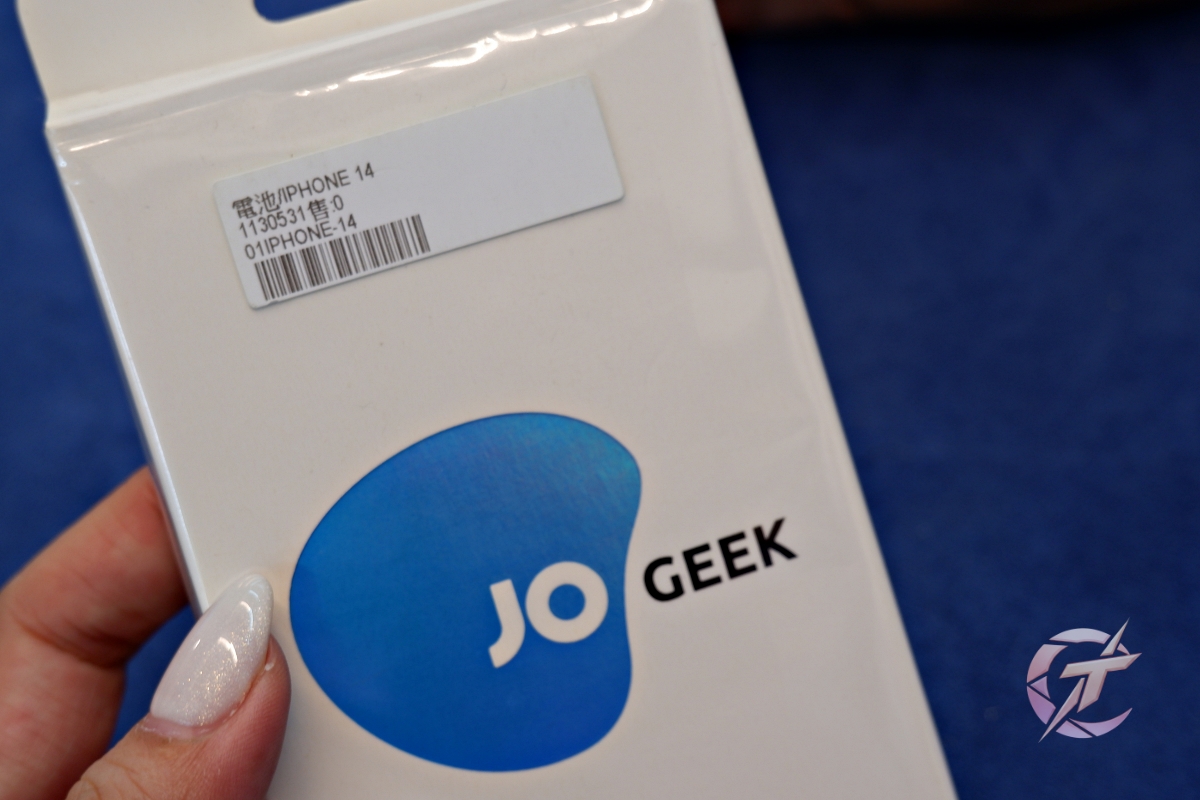 電池/IPHONE 14
1130531售:0
01IPHONE-14
JO GEEK